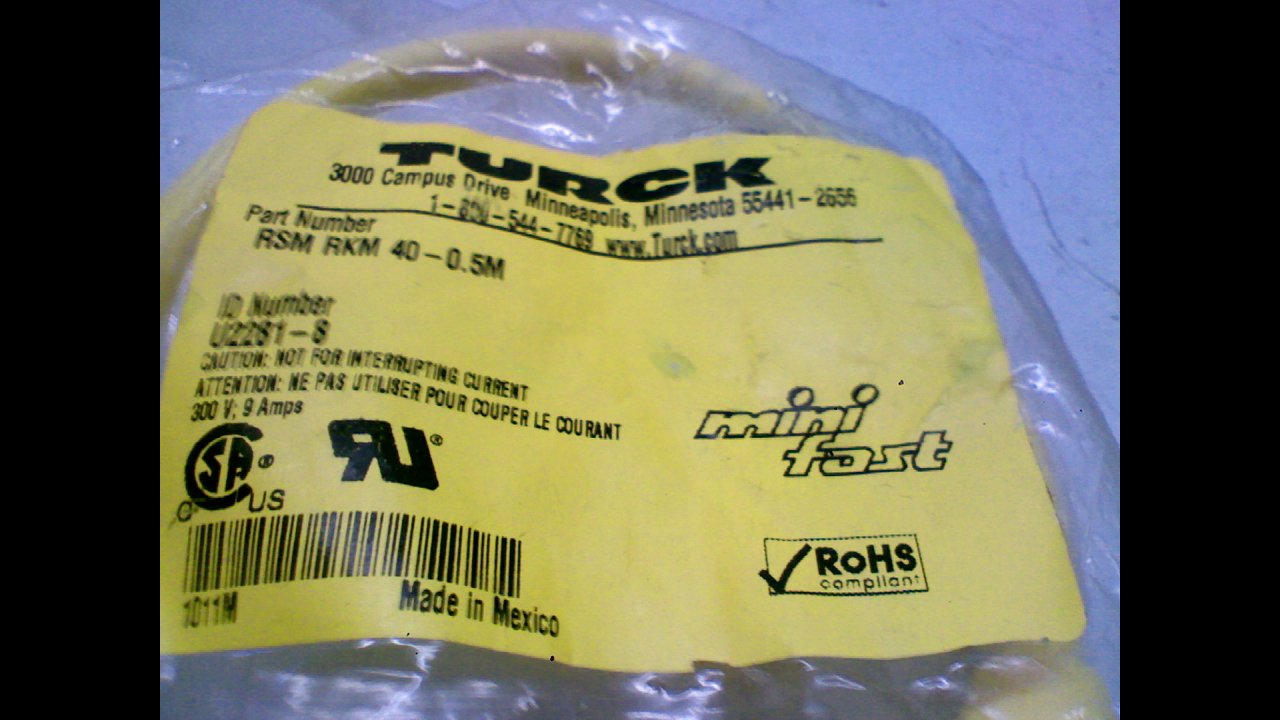 TURCK
3000 Campus Drive Minneapolis, Minnesota 55441-2656
1-800-544-7769 www.Turck.com
Part Number
RSM RKM 40-0.5M
ID Number
U2281-8
CAUTION: NOT FOR INTERRUPTING CURRENT
ATTENTION: NE PAS UTILISER POUR COUPER LE COURANT
300 V; 9 Amps
CSA ®
C US
RU ®
mini
fast
RoHS
compliant
1011M
Made in Mexico